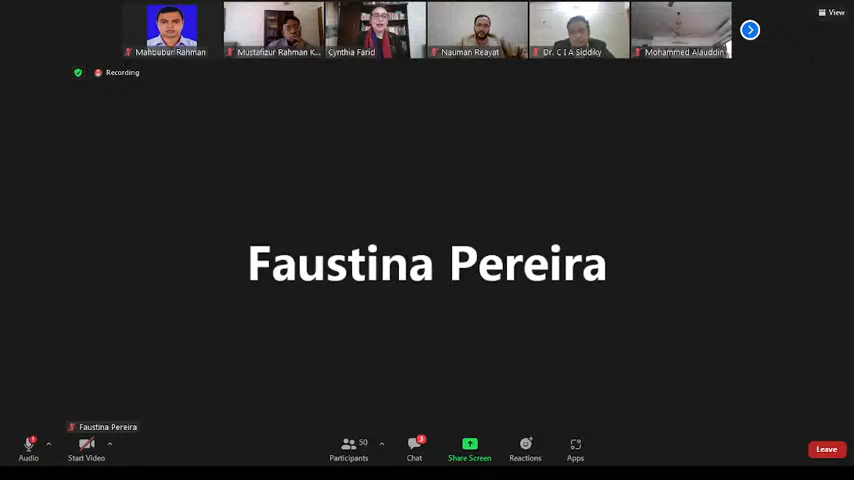 Mahbubur Rahman
Mustafizur Rahman K...
Cynthia Farid
Nauman Reayat
Dr. C I A Siddiky
Mohammed Alauddin
View
Recording
Faustina Pereira
Faustina Pereira
Audio
Start Video
50
Participants
3
Chat
Share Screen
Reactions
Apps
Leave